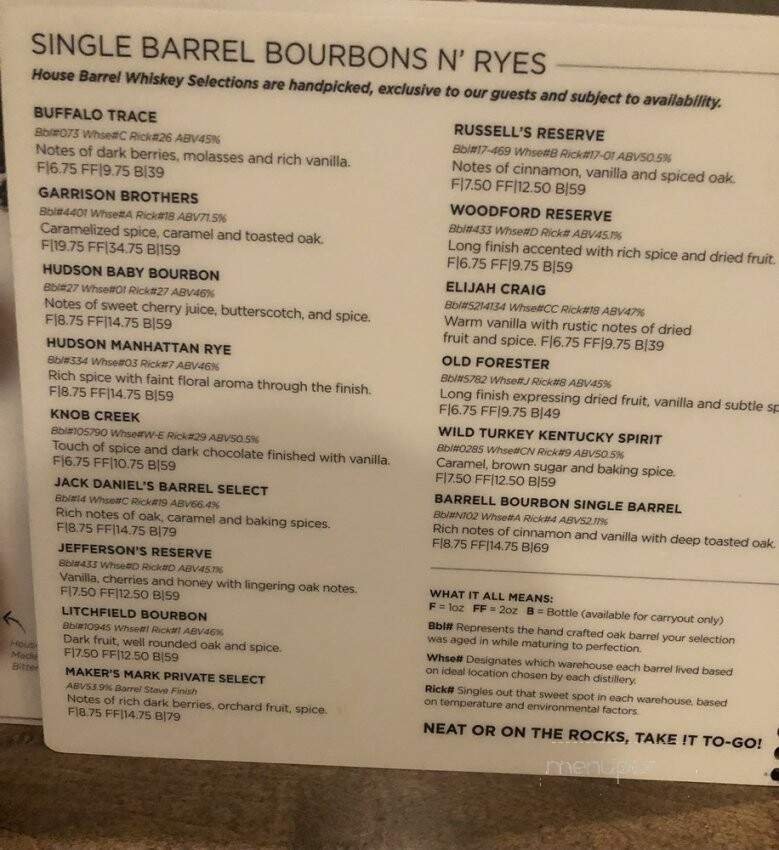 SINGLE BARREL BOURBONS N' RYES
House Barrel Whiskey Selections are handpicked, exclusive to our guests and subject to availability.
BUFFALO TRACE
Bbl#073 Whse#C Rick#26 ABV45%
Notes of dark berries, molasses and rich vanilla.
F|6.75 FF|9.75 B|39
GARRISON BROTHERS
Bbl#4401 Whse#A Rick#18 ABV71.5%
Caramelized spice, caramel and toasted oak.
F|19.75 FF|34.75 B|159
HUDSON BABY BOURBON
Bbl#27 Whse#01 Rick#27 ABV46%
Notes of sweet cherry juice, butterscotch, and spice.
F|8.75 FF|14.75 B|59
HUDSON MANHATTAN RYE
Bbl#334 Whse#03 Rick#7 ABV46%
Rich spice with faint floral aroma through the finish.
F|8.75 FF|14.75 B|59
KNOB CREEK
Bbl#105790 Whse#W-E Rick#29 ABV50.5%
Touch of spice and dark chocolate finished with vanilla.
F|6.75 FF|10.75 B|59
JACK DANIEL'S BARREL SELECT
Bbl#14 Whse#C Rick#19 ABV66.4%
Rich notes of oak, caramel and baking spices.
F|8.75 FF|14.75 B|79
JEFFERSON'S RESERVE
Bbl#433 Whse#D Rick#D ABV45.1%
Vanilla, cherries and honey with lingering oak notes.
F|7.50 FF|12.50 B|59
LITCHFIELD BOURBON
Bbl#10945 Whse#1 Rick#1 ABV46%
Dark fruit, well rounded oak and spice.
F|7.50 FF|12.50 B|59
MAKER'S MARK PRIVATE SELECT
ABV53.9% Barrel Stave Finish
Notes of rich dark berries, orchard fruit, spice.
F|8.75 FF|14.75 B|79
RUSSELL'S RESERVE
Bbl#17-469 Whse#B Rick#17-01 ABV50.5%
Notes of cinnamon, vanilla and spiced oak.
F|7.50 FF|12.50 B|59
WOODFORD RESERVE
Bbl#433 Whse#D Rick# ABV45.1%
Long finish accented with rich spice and dried fruit.
F|6.75 FF|9.75 B|59
ELIJAH CRAIG
Bbl#5214134 Whse#CC Rick#18 ABV47%
Warm vanilla with rustic notes of dried
fruit and spice. F|6.75 FF|9.75 B|39
OLD FORESTER
Bbl#5782 Whse#J Rick#8 ABV45%
Long finish expressing dried fruit, vanilla and subtle sp
F|6.75 FF|9.75 B|49
WILD TURKEY KENTUCKY SPIRIT
Bbl#0285 Whse#CN Rick#9 ABV50.5%
Caramel, brown sugar and baking spice.
F|7.50 FF|12.50 B|59
BARRELL BOURBON SINGLE BARREL
Bbl#N102 Whse#A Rick#4 ABV52.11%
Rich notes of cinnamon and vanilla with deep toasted oak.
F|8.75 FF|14.75 B|69
WHAT IT ALL MEANS:
F = 1oz FF = 2oz B = Bottle (available for carryout only)
Bbl# Represents the hand crafted oak barrel your selection
was aged in while maturing to perfection.
Whse# Designates which warehouse each barrel lived based
on ideal location chosen by each distillery.
Rick# Singles out that sweet spot in each warehouse, based
on temperature and environmental factors.
NEAT OR ON THE ROCKS, TAKE IT TO-GO!
Hous
Made
Bitter